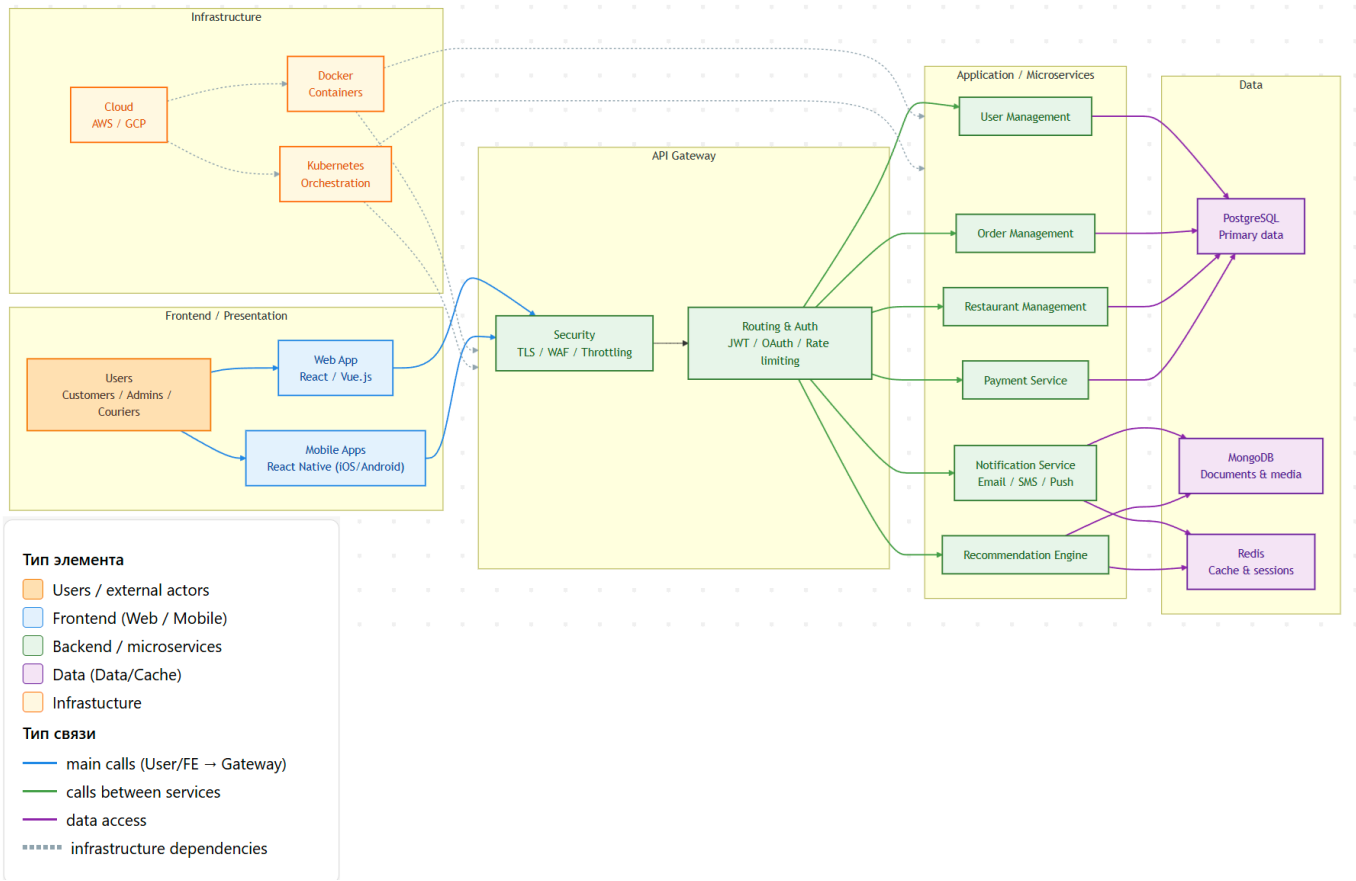 Infrastructure
Cloud
AWS / GCP
Docker
Containers
Kubernetes
Orchestration
Frontend / Presentation
Users
Customers / Admins /
Couriers
Web App
React / Vue.js
Mobile Apps
React Native (iOS/Android)
API Gateway
Security
TLS / WAF / Throttling
Routing & Auth
JWT / OAuth / Rate
limiting
Application / Microservices
User Management
Order Management
Restaurant Management
Payment Service
Notification Service
Email / SMS / Push
Recommendation Engine
Data
PostgreSQL
Primary data
MongoDB
Documents & media
Redis
Cache & sessions
Тип элемента
Users / external actors
Frontend (Web / Mobile)
Backend / microservices
Data (Data/Cache)
Infrastucture
Тип связи
main calls (User/FE → Gateway)
calls between services
data access
infrastructure dependencies